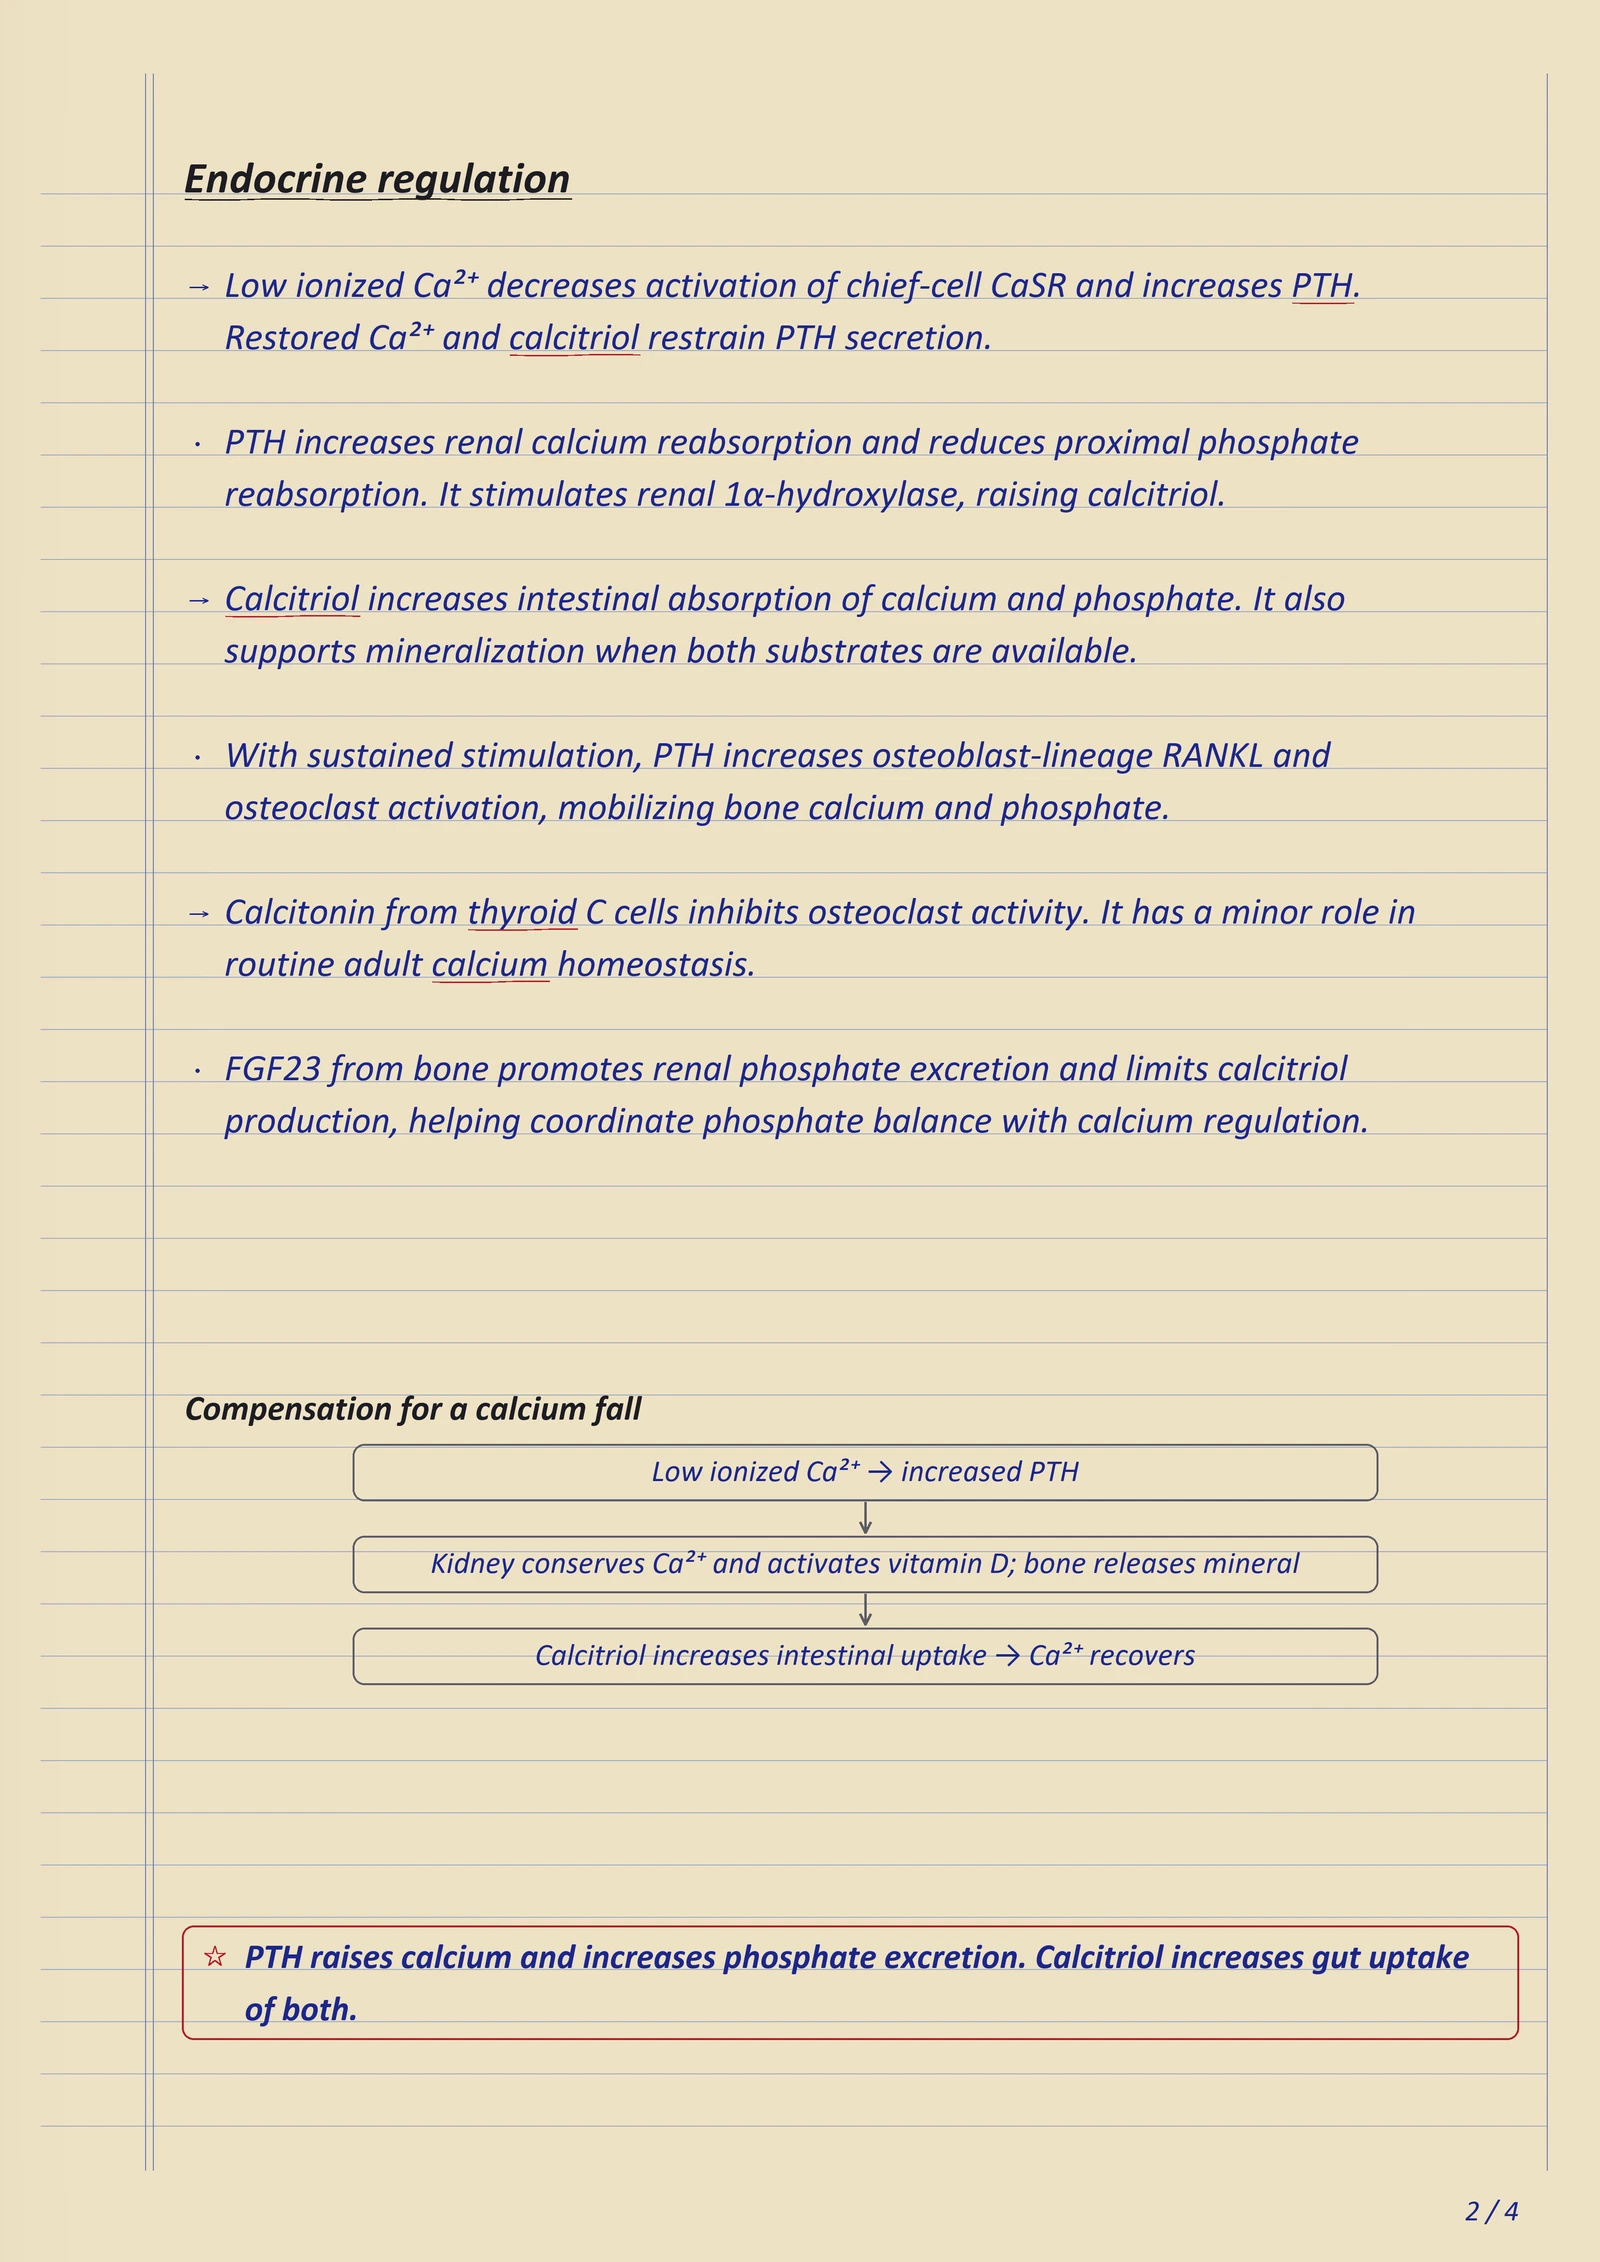 Endocrine regulation
→ Low ionized Ca²⁺ decreases activation of chief-cell CaSR and increases PTH.
Restored Ca²⁺ and calcitriol restrain PTH secretion.
· PTH increases renal calcium reabsorption and reduces proximal phosphate
reabsorption. It stimulates renal 1α-hydroxylase, raising calcitriol.
→ Calcitriol increases intestinal absorption of calcium and phosphate. It also
supports mineralization when both substrates are available.
· With sustained stimulation, PTH increases osteoblast-lineage RANKL and
osteoclast activation, mobilizing bone calcium and phosphate.
→ Calcitonin from thyroid C cells inhibits osteoclast activity. It has a minor role in
routine adult calcium homeostasis.
· FGF23 from bone promotes renal phosphate excretion and limits calcitriol
production, helping coordinate phosphate balance with calcium regulation.
Compensation for a calcium fall
Low ionized Ca²⁺ → increased PTH
Kidney conserves Ca²⁺ and activates vitamin D; bone releases mineral
Calcitriol increases intestinal uptake → Ca²⁺ recovers
☆ PTH raises calcium and increases phosphate excretion. Calcitriol increases gut uptake
of both.
2 / 4